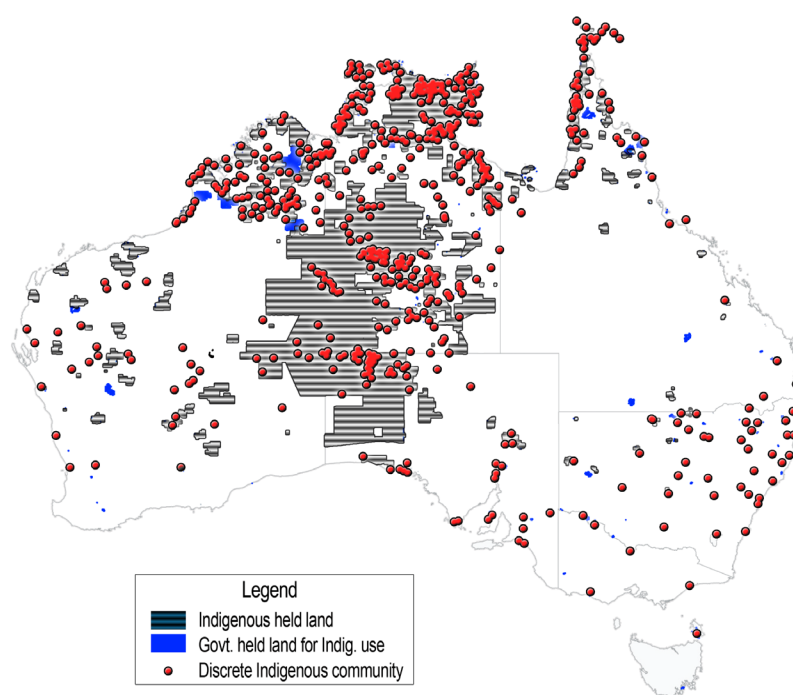 Legend
Indigenous held land
Govt. held land for Indig. use
Discrete Indigenous community